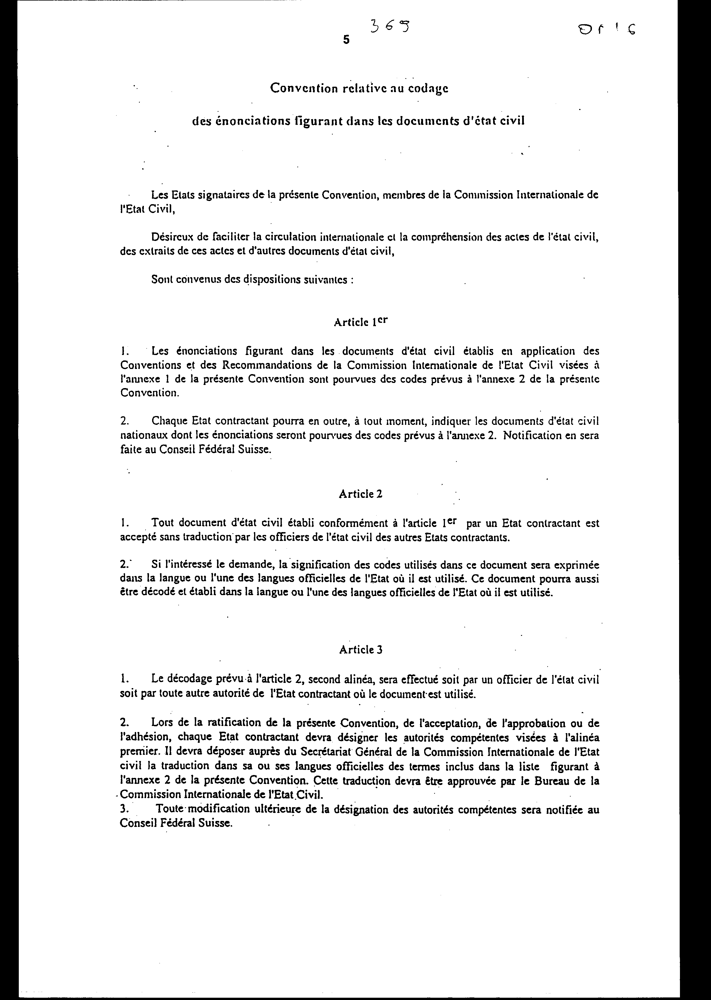 369
5
Convention relative au codage
des énonciations figurant dans les documents d'état civil
Les Etats signataires de la présente Convention, membres de la Commission Internationale de
l'Etat Civil,
Désireux de faciliter la circulation internationale et la compréhension des actes de l'état civil,
des extraits de ces actes et d'autres documents d'état civil,
Sont convenus des dispositions suivantes :
Article 1er
1. Les énonciations figurant dans les documents d'état civil établis en application des
Conventions et des Recommandations de la Commission Internationale de l'Etat Civil visées à
l'annexe 1 de la présente Convention sont pourvues des codes prévus à l'annexe 2 de la présente
Convention.
2. Chaque Etat contractant pourra en outre, à tout moment, indiquer les documents d'état civil
nationaux dont les énonciations seront pourvues des codes prévus à l'annexe 2. Notification en sera
faite au Conseil Fédéral Suisse.
Article 2
1. Tout document d'état civil établi conformément à l'article 1er par un Etat contractant est
accepté sans traduction par les officiers de l'état civil des autres Etats contractants.
2. Si l'intéressé le demande, la signification des codes utilisés dans ce document sera exprimée
dans la langue ou l'une des langues officielles de l'Etat où il est utilisé. Ce document pourra aussi
être décodé et établi dans la langue ou l'une des langues officielles de l'Etat où il est utilisé.
Article 3
1. Le décodage prévu à l'article 2, second alinéa, sera effectué soit par un officier de l'état civil
soit par toute autre autorité de l'Etat contractant où le document est utilisé.
2. Lors de la ratification de la présente Convention, de l'acceptation, de l'approbation ou de
l'adhésion, chaque Etat contractant devra désigner les autorités compétentes visées à l'alinéa
premier. Il devra déposer auprès du Secrétariat Général de la Commission Internationale de l'Etat
civil la traduction dans sa ou ses langues officielles des termes inclus dans la liste figurant à
l'annexe 2 de la présente Convention. Cette traduction devra être approuvée par le Bureau de la
Commission Internationale de l'Etat Civil.
3. Toute modification ultérieure de la désignation des autorités compétentes sera notifiée au
Conseil Fédéral Suisse.